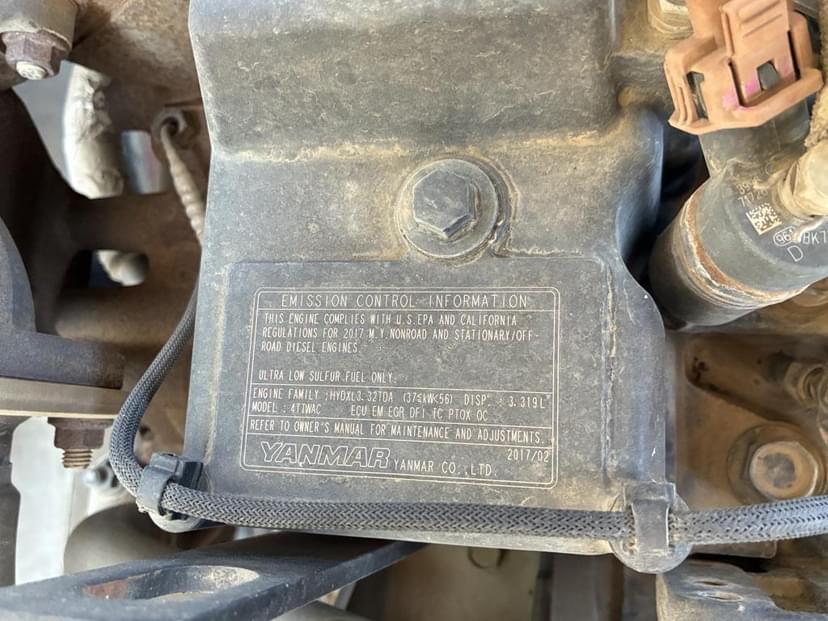 EMISSION CONTROL INFORMATION
THIS ENGINE COMPLIES WITH U.S.EPA AND CALIFORNIA
REGULATIONS FOR 2017 M.Y.NONROAD AND STATIONARY/OFF-
ROAD DIESEL ENGINES.
ULTRA LOW SULFUR FUEL ONLY.
ENGINE FAMILY :HYDXL3.32TDA (37≤kW<56) DISP. : 3.319 L
MODEL : 4TTWAC ECU EM EGR DFI TC PTOX OC
REFER TO OWNER'S MANUAL FOR MAINTENANCE AND ADJUSTMENTS.
2017/02
YANMAR YANMAR CO.,LTD.
BK7
D